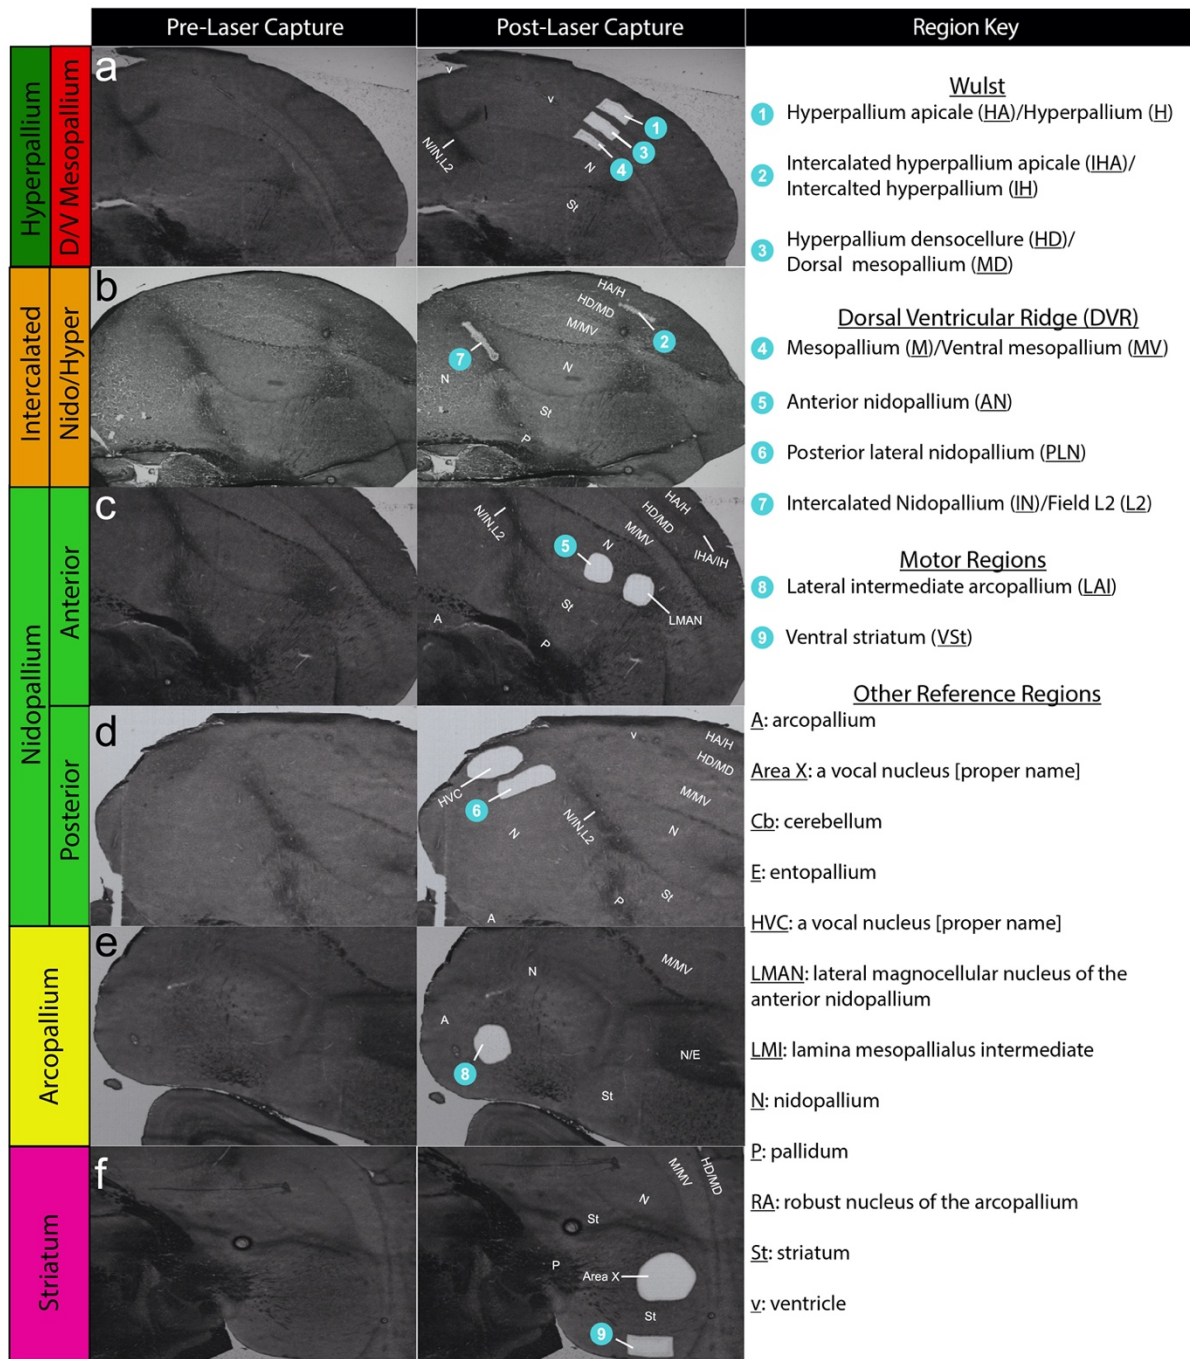 Pre-Laser Capture
Post-Laser Capture
Region Key
Hyperpallium
D/V Mesopallium
a
v
v
N/IN,L2
1
3
4
N
St
Intercalated
Nido/Hyper
b
HA/H
HD/MD
M/MV
2
7
N
N
St
P
Nidopallium
Anterior
c
N/IN,L2
HA/H
HD/MD
M/MV
N
IHA/IH
5
St
LMAN
A
P
Posterior
d
v
HA/H
HD/MD
M/MV
HVC
6
N
N/IN,L2
N
St
P
A
Arcopallium
e
N
M/MV
A
8
N/E
St
Striatum
f
M/MV
HD/MD
N
St
P
Area X
St
9
Wulst
1 Hyperpallium apicale (HA)/Hyperpallium (H)
2 Intercalated hyperpallium apicale (IHA)/
Intercalted hyperpallium (IH)
3 Hyperpallium densocellure (HD)/
Dorsal mesopallium (MD)
Dorsal Ventricular Ridge (DVR)
4 Mesopallium (M)/Ventral mesopallium (MV)
5 Anterior nidopallium (AN)
6 Posterior lateral nidopallium (PLN)
7 Intercalated Nidopallium (IN)/Field L2 (L2)
Motor Regions
8 Lateral intermediate arcopallium (LAI)
9 Ventral striatum (VSt)
Other Reference Regions
A: arcopallium
Area X: a vocal nucleus [proper name]
Cb: cerebellum
E: entopallium
HVC: a vocal nucleus [proper name]
LMAN: lateral magnocellular nucleus of the
anterior nidopallium
LMI: lamina mesopallialus intermediate
N: nidopallium
P: pallidum
RA: robust nucleus of the arcopallium
St: striatum
v: ventricle